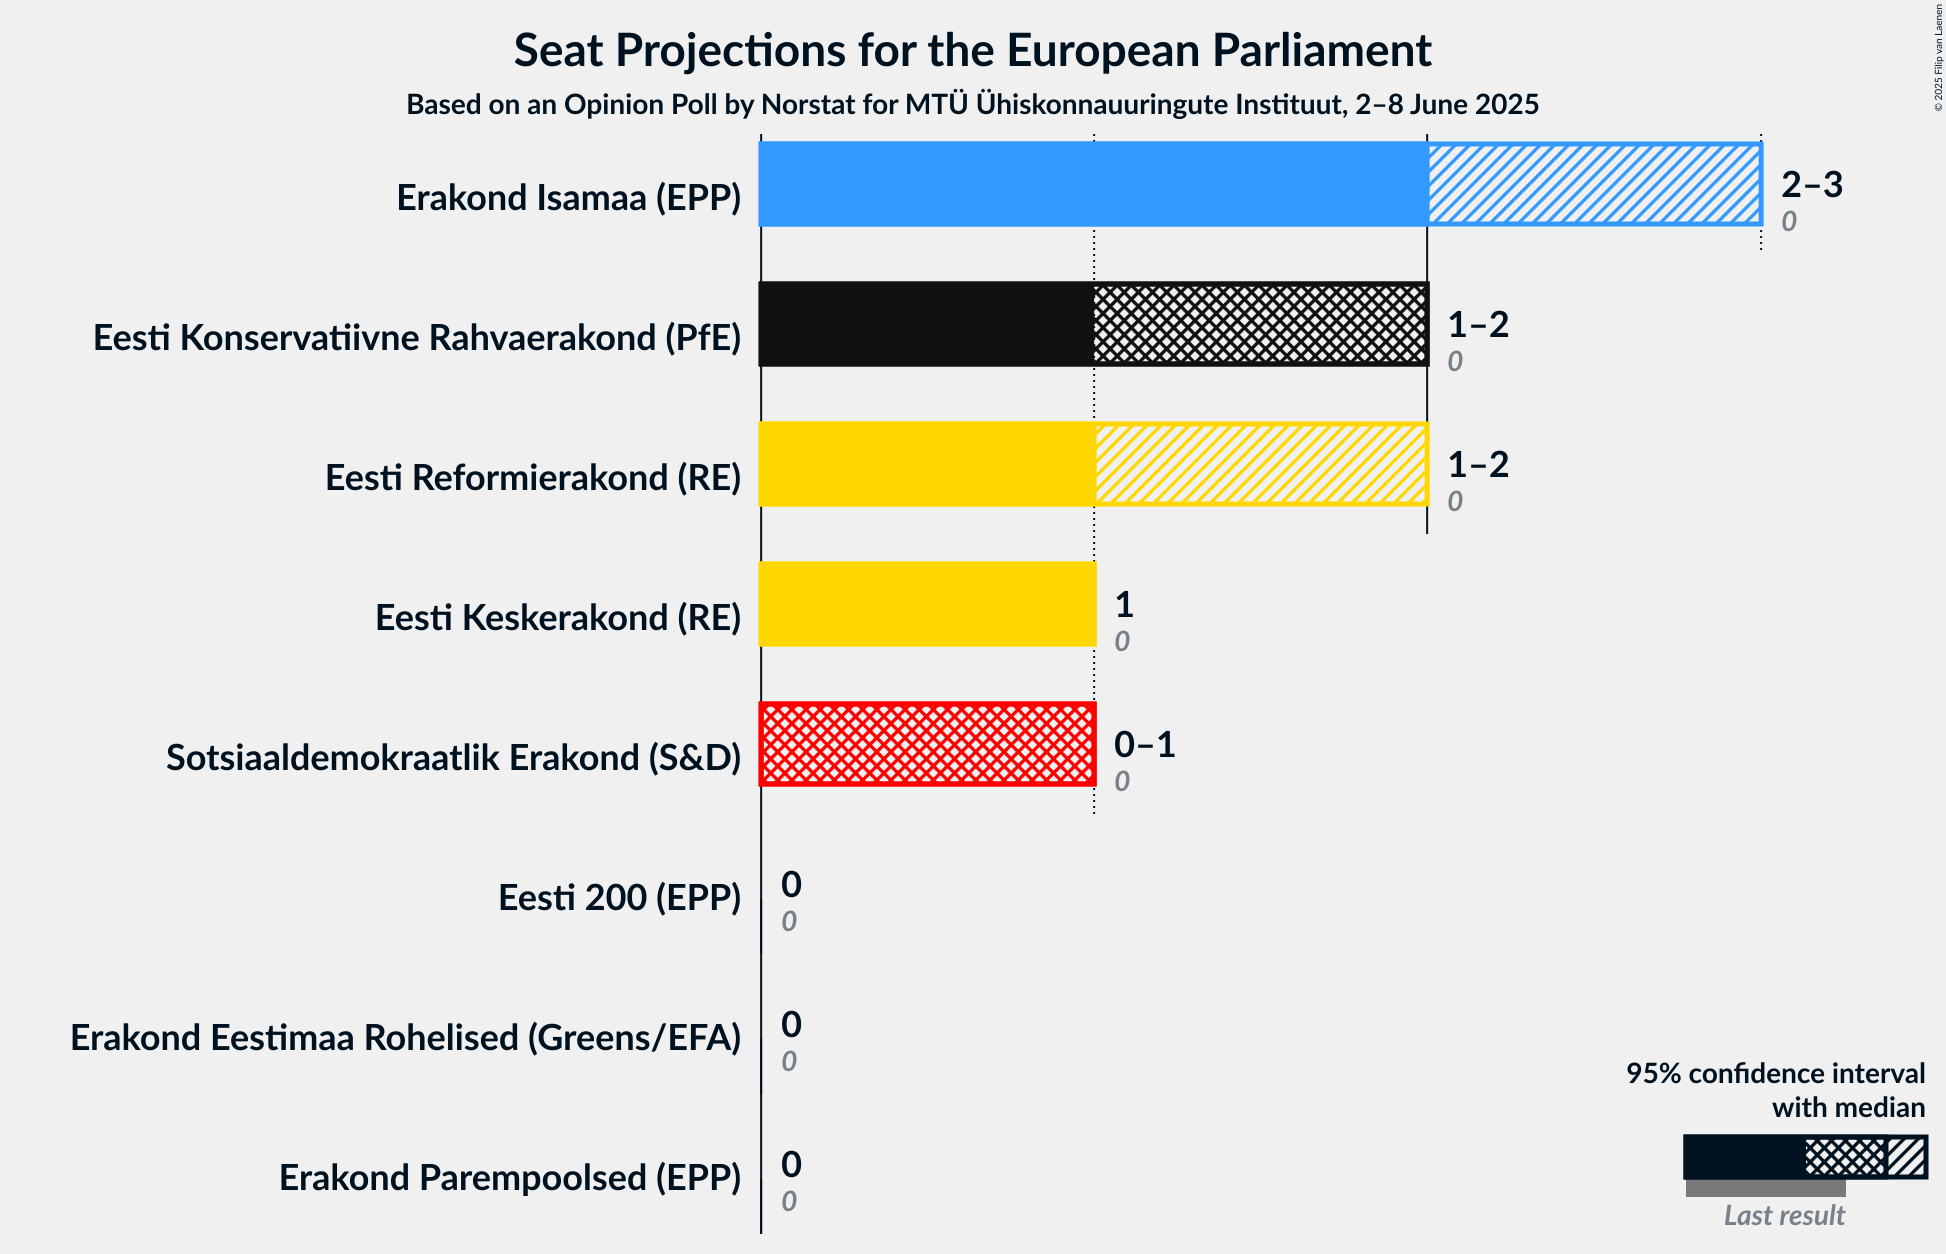 Seat Projections for the European Parliament
Based on an Opinion Poll by Norstat for MTÜ Ühiskonnauuringute Instituut, 2–8 June 2025
© 2025 Filip van Laenen
Erakond Isamaa (EPP)
2–3
0
Eesti Konservatiivne Rahvaerakond (PfE)
1–2
0
Eesti Reformierakond (RE)
1–2
0
Eesti Keskerakond (RE)
1
0
Sotsiaaldemokraatlik Erakond (S&D)
0–1
0
Eesti 200 (EPP)
0
0
Erakond Eestimaa Rohelised (Greens/EFA)
0
0
Erakond Parempoolsed (EPP)
0
0
95% confidence interval
with median
Last result